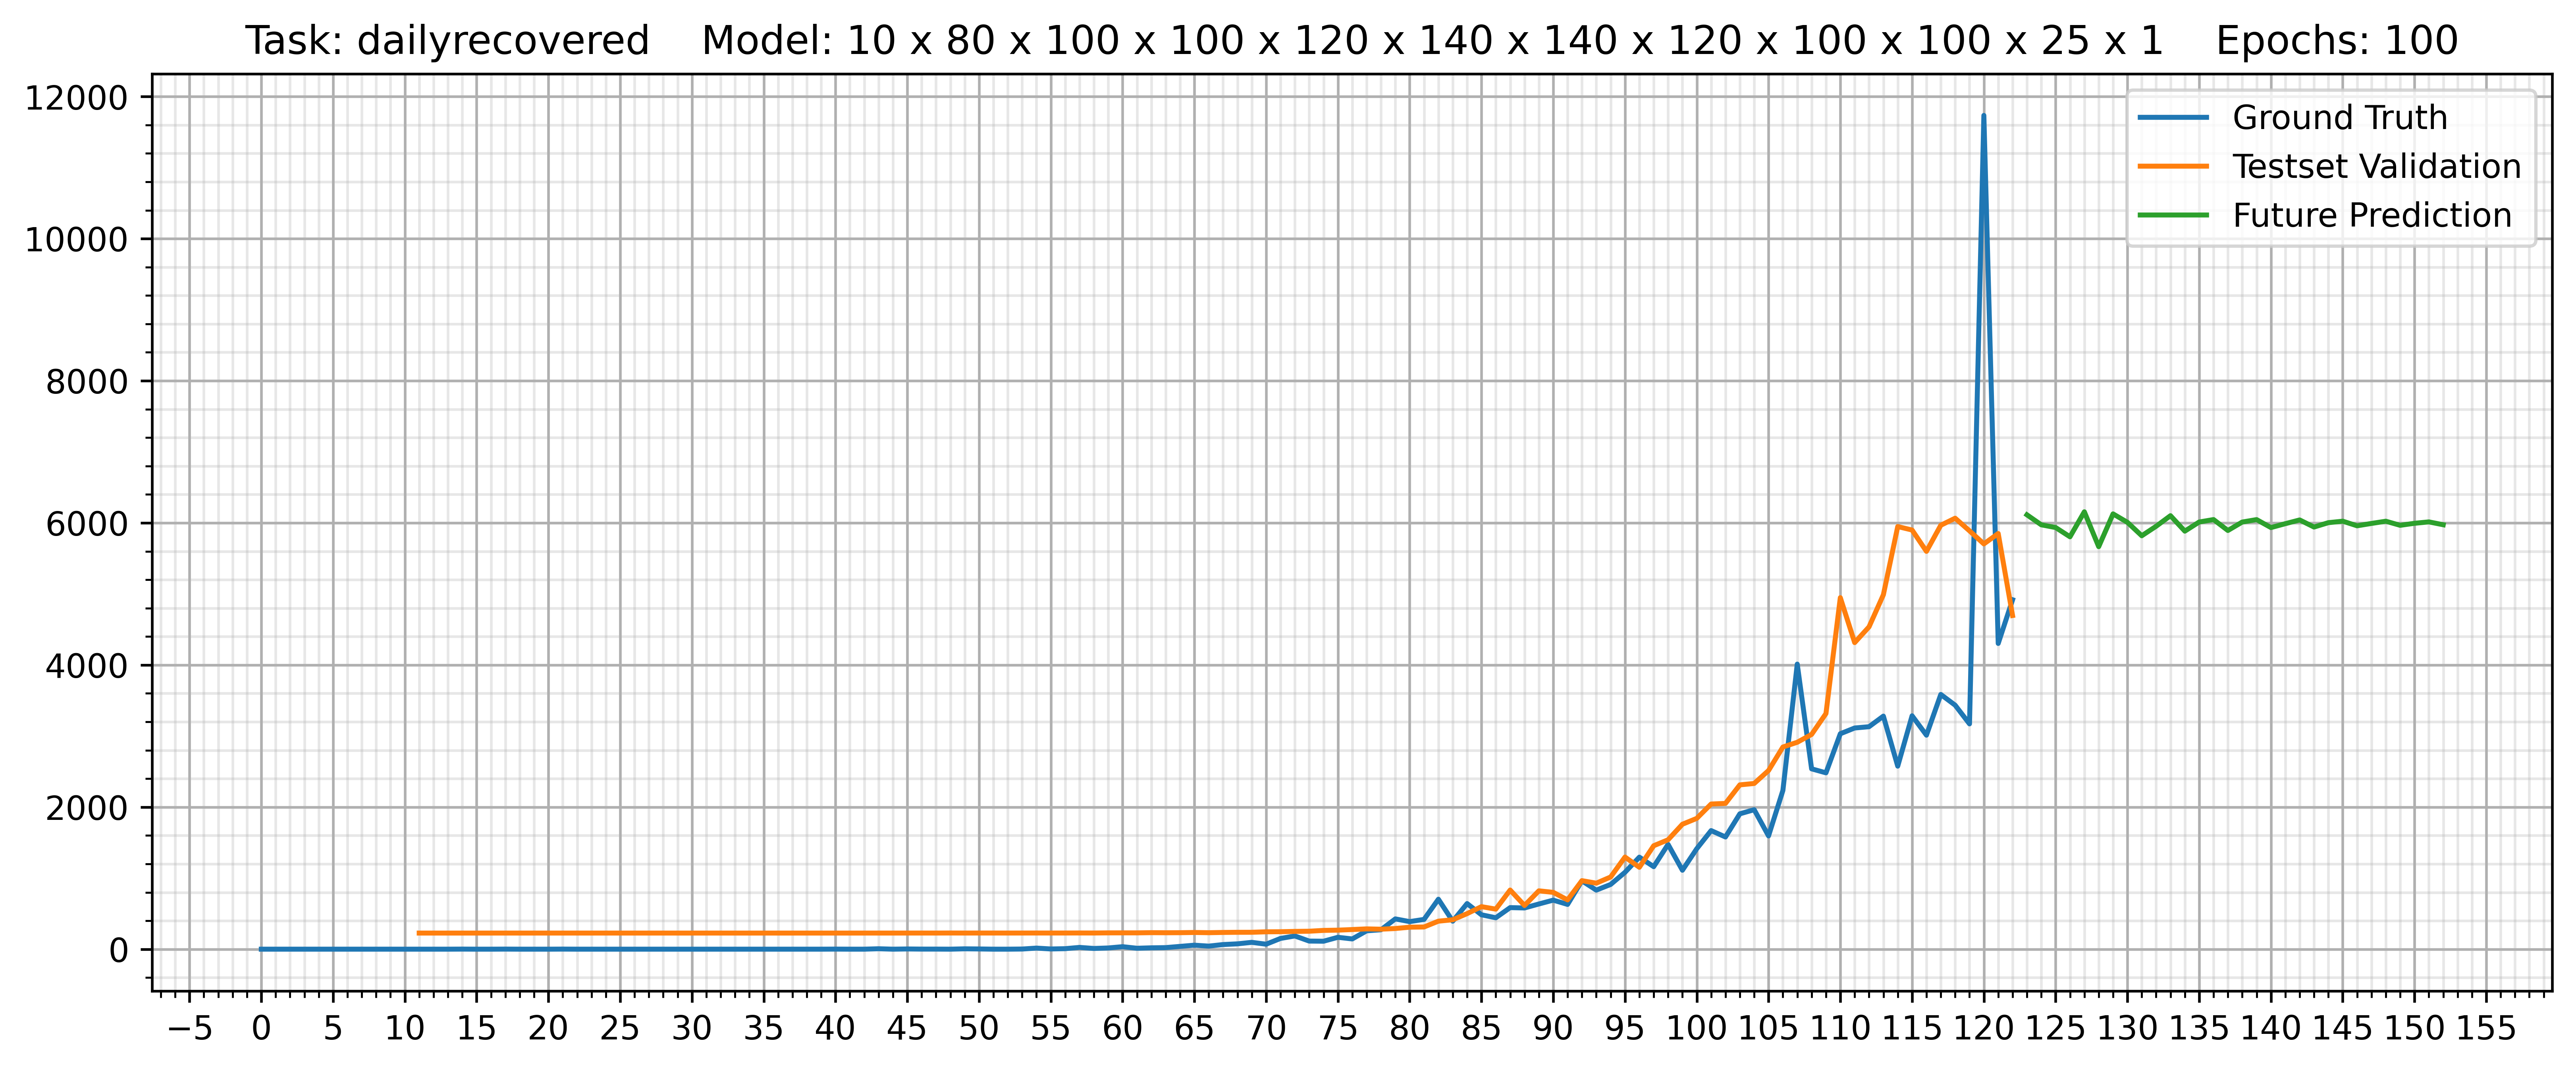 Task: dailyrecovered    Model: 10 x 80 x 100 x 100 x 120 x 140 x 140 x 120 x 100 x 100 x 25 x 1    Epochs: 100
12000
10000
8000
6000
4000
2000
0
Ground Truth
Testset Validation
Future Prediction
−5 0 5 10 15 20 25 30 35 40 45 50 55 60 65 70 75 80 85 90 95 100 105 110 115 120 125 130 135 140 145 150 155